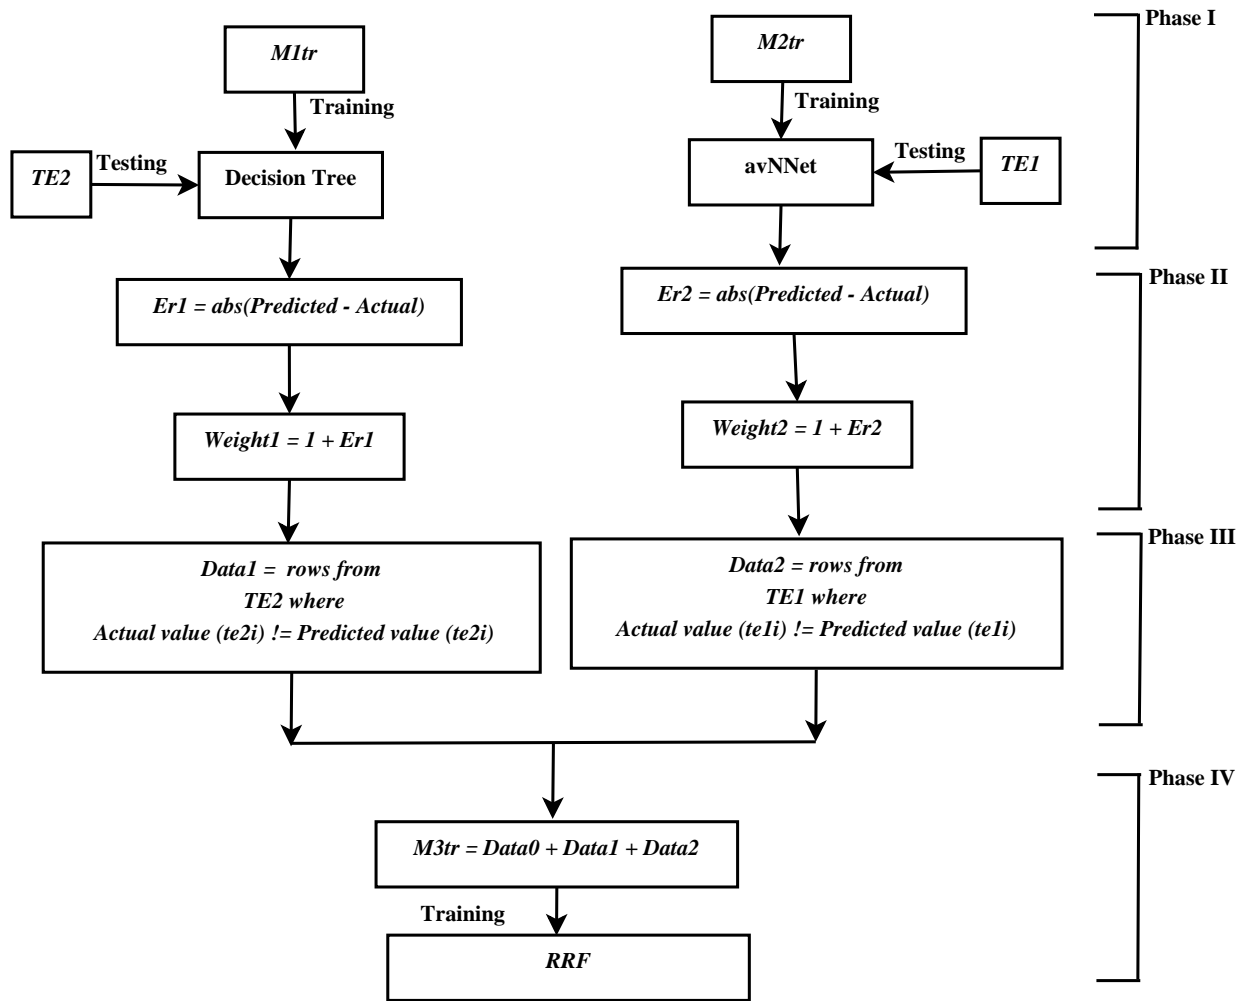 Phase I
M1tr
M2tr
Training
Training
TE2
Testing
Decision Tree
avNNet
Testing
TE1
Phase II
Er1 = abs(Predicted - Actual)
Er2 = abs(Predicted - Actual)
Weight1 = 1 + Er1
Weight2 = 1 + Er2
Phase III
Data1 = rows from
TE2 where
Actual value (te2i) != Predicted value (te2i)
Data2 = rows from
TE1 where
Actual value (te1i) != Predicted value (te1i)
Phase IV
M3tr = Data0 + Data1 + Data2
Training
RRF